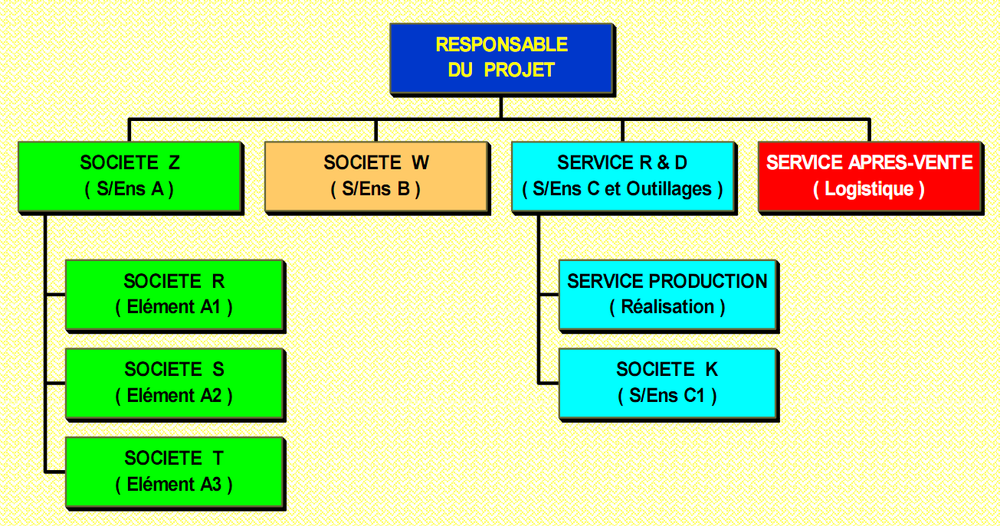 RESPONSABLE
DU PROJET
SOCIETE Z
( S/Ens A )
SOCIETE W
( S/Ens B )
SERVICE R & D
( S/Ens C et Outillages )
SERVICE APRES-VENTE
( Logistique )
SOCIETE R
( Elément A1 )
SOCIETE S
( Elément A2 )
SOCIETE T
( Elément A3 )
SERVICE PRODUCTION
( Réalisation )
SOCIETE K
( S/Ens C1 )